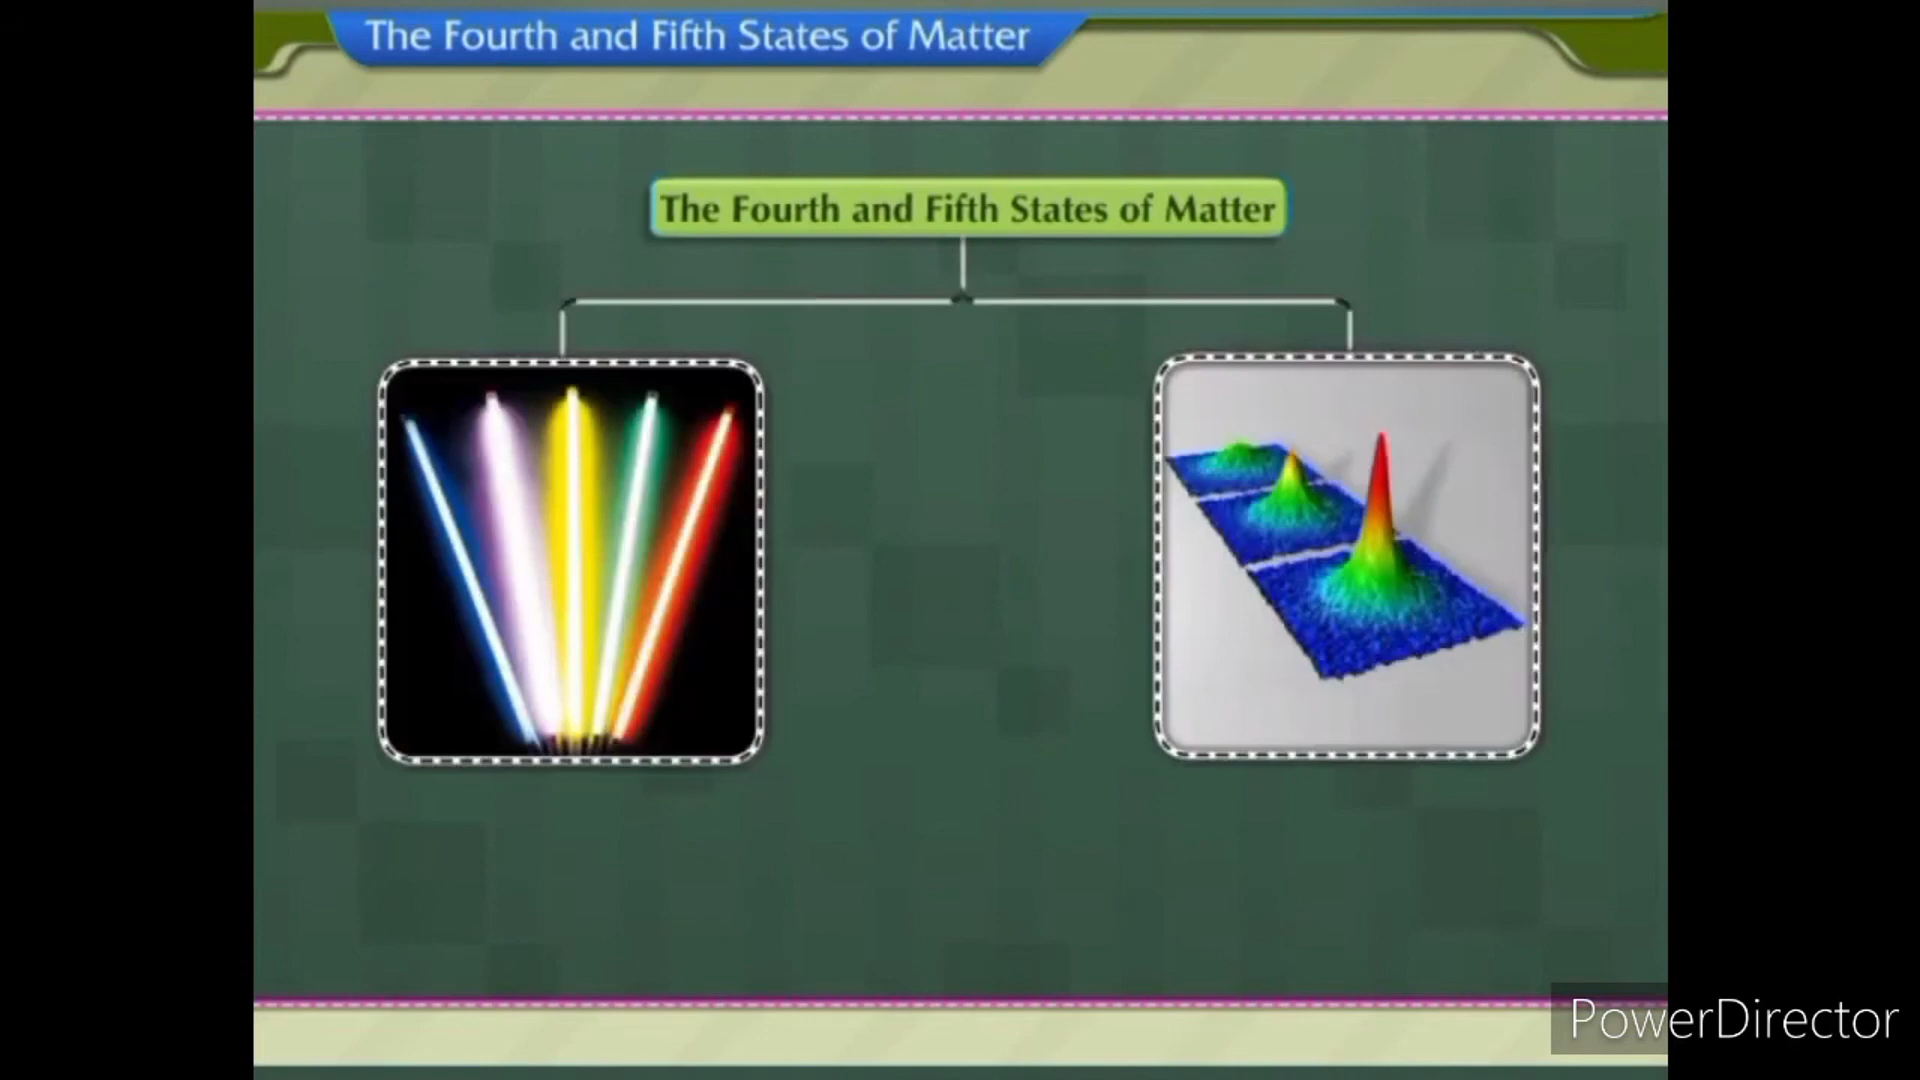 The Fourth and Fifth States of Matter
The Fourth and Fifth States of Matter
PowerDirector